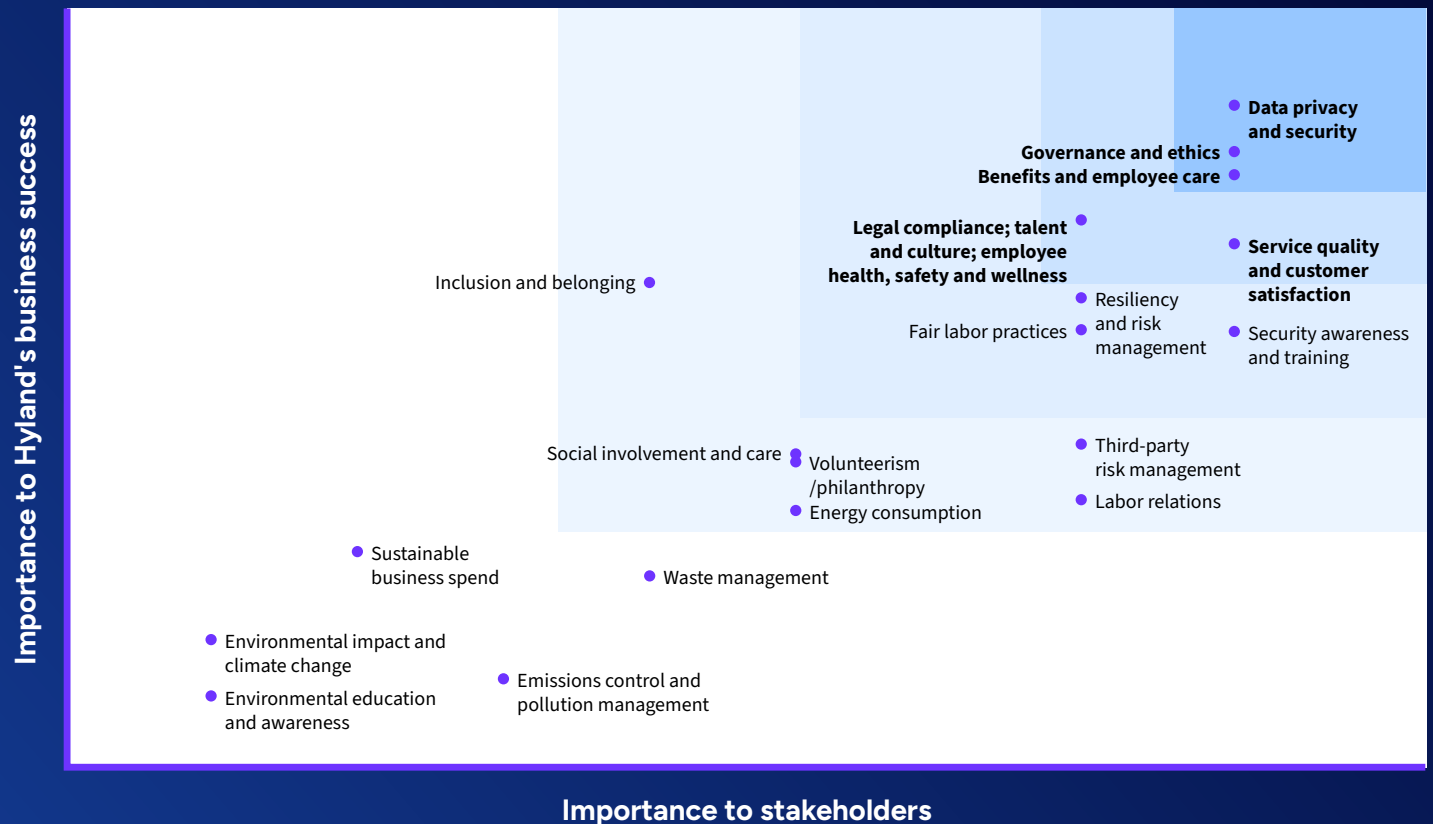 Importance to Hyland's business success
Data privacy
and security
Governance and ethics
Benefits and employee care
Legal compliance; talent
and culture; employee
health, safety and wellness
Service quality
and customer
satisfaction
Inclusion and belonging
Resiliency
and risk
management
Fair labor practices
Security awareness
and training
Social involvement and care
Volunteerism
/philanthropy
Energy consumption
Third-party
risk management
Labor relations
Sustainable
business spend
Waste management
Environmental impact and
climate change
Environmental education
and awareness
Emissions control and
pollution management
Importance to stakeholders